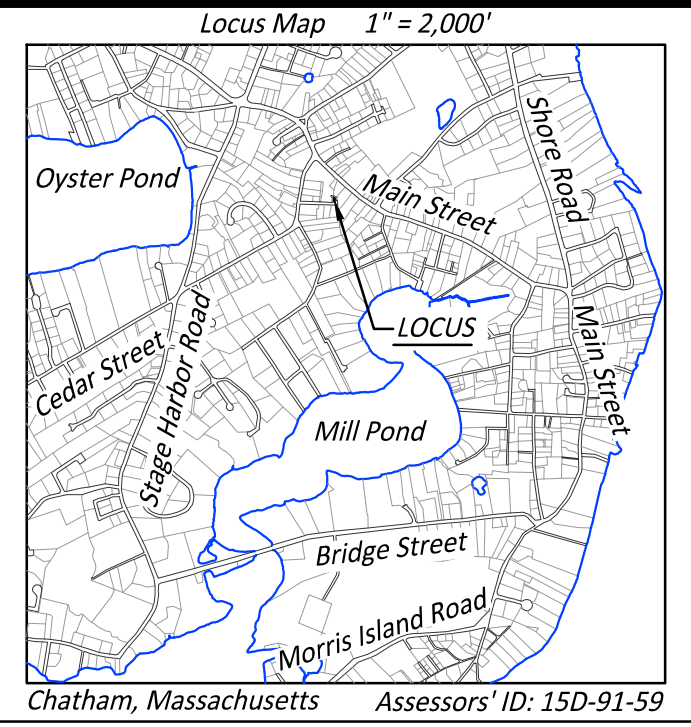 Locus Map 1" = 2,000'
Oyster Pond
Shore Road
Main Street
LOCUS
Main Street
Cedar Street
Stage Harbor Road
Mill Pond
Bridge Street
Morris Island Road
Chatham, Massachusetts Assessors' ID: 15D-91-59